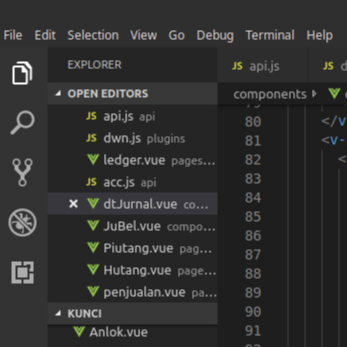 File Edit Selection View Go Debug Terminal Help
EXPLORER
OPEN EDITORS
JS api.js api
JS dwn.js plugins
ledger.vue pages...
JS acc.js api
dtJurnal.vue co...
JuBel.vue compo...
Piutang.vue pag...
Hutang.vue page...
penjualan.vue pa...
KUNCI
Anlok.vue
JS api.js JS d
components
80 </v
81 <v-
82 <
83
84
85
86
87
88
89
90
91